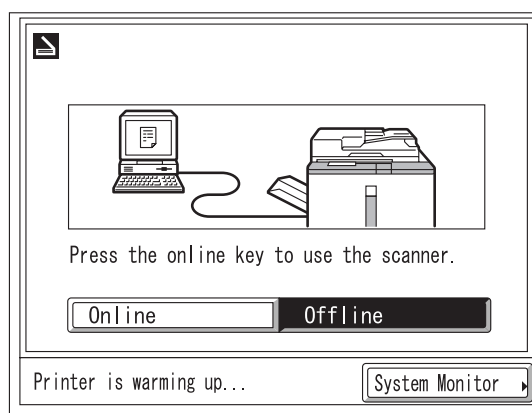 Press the online key to use the scanner.
Online Offline
Printer is warming up... System Monitor